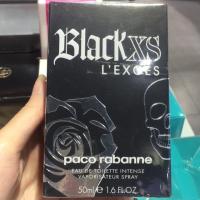 BlackXS
L'EXCÈS
paco rabanne
EAU DE TOILETTE INTENSE
VAPORISATEUR SPRAY
50ml e 1.6 FL.OZ